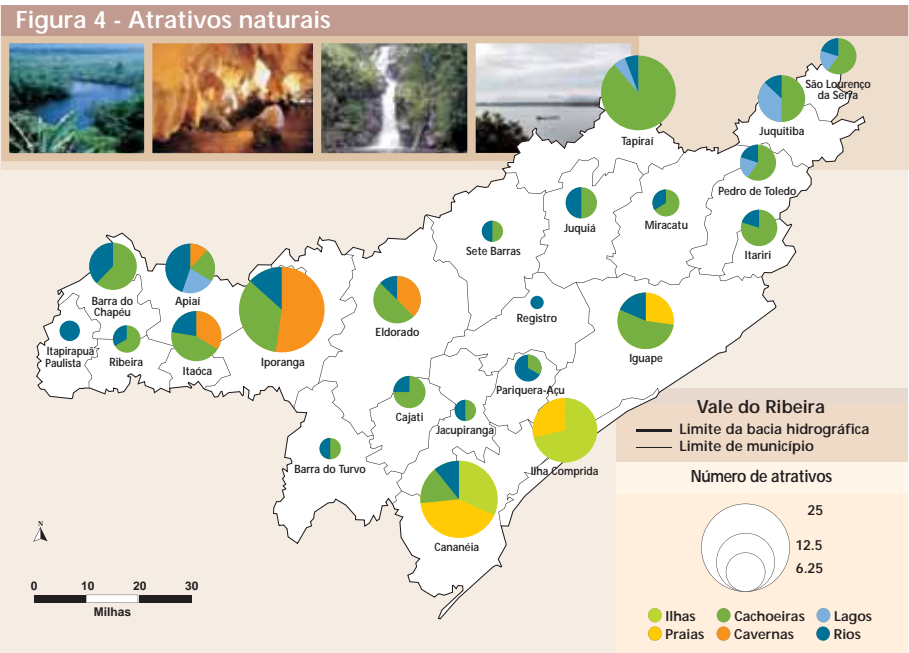 Figura 4 - Atrativos naturais
São Lourenço
da Serra
Juquitiba
Tapiraí
Pedro de Toledo
Juquiá
Miracatu
Sete Barras
Itariri
Barra do
Chapéu
Apiaí
Registro
Eldorado
Itapirapuã
Paulista
Ribeira
Itaóca
Iporanga
Iguape
Pariquera-Açu
Cajati
Jacupiranga
Barra do Turvo
Ilha Comprida
Cananéia
Vale do Ribeira
Limite da bacia hidrográfica
Limite de município
Número de atrativos
25
12.5
6.25
Ilhas
Cachoeiras
Lagos
Praias
Cavernas
Rios
N
0 10 20 30
Milhas